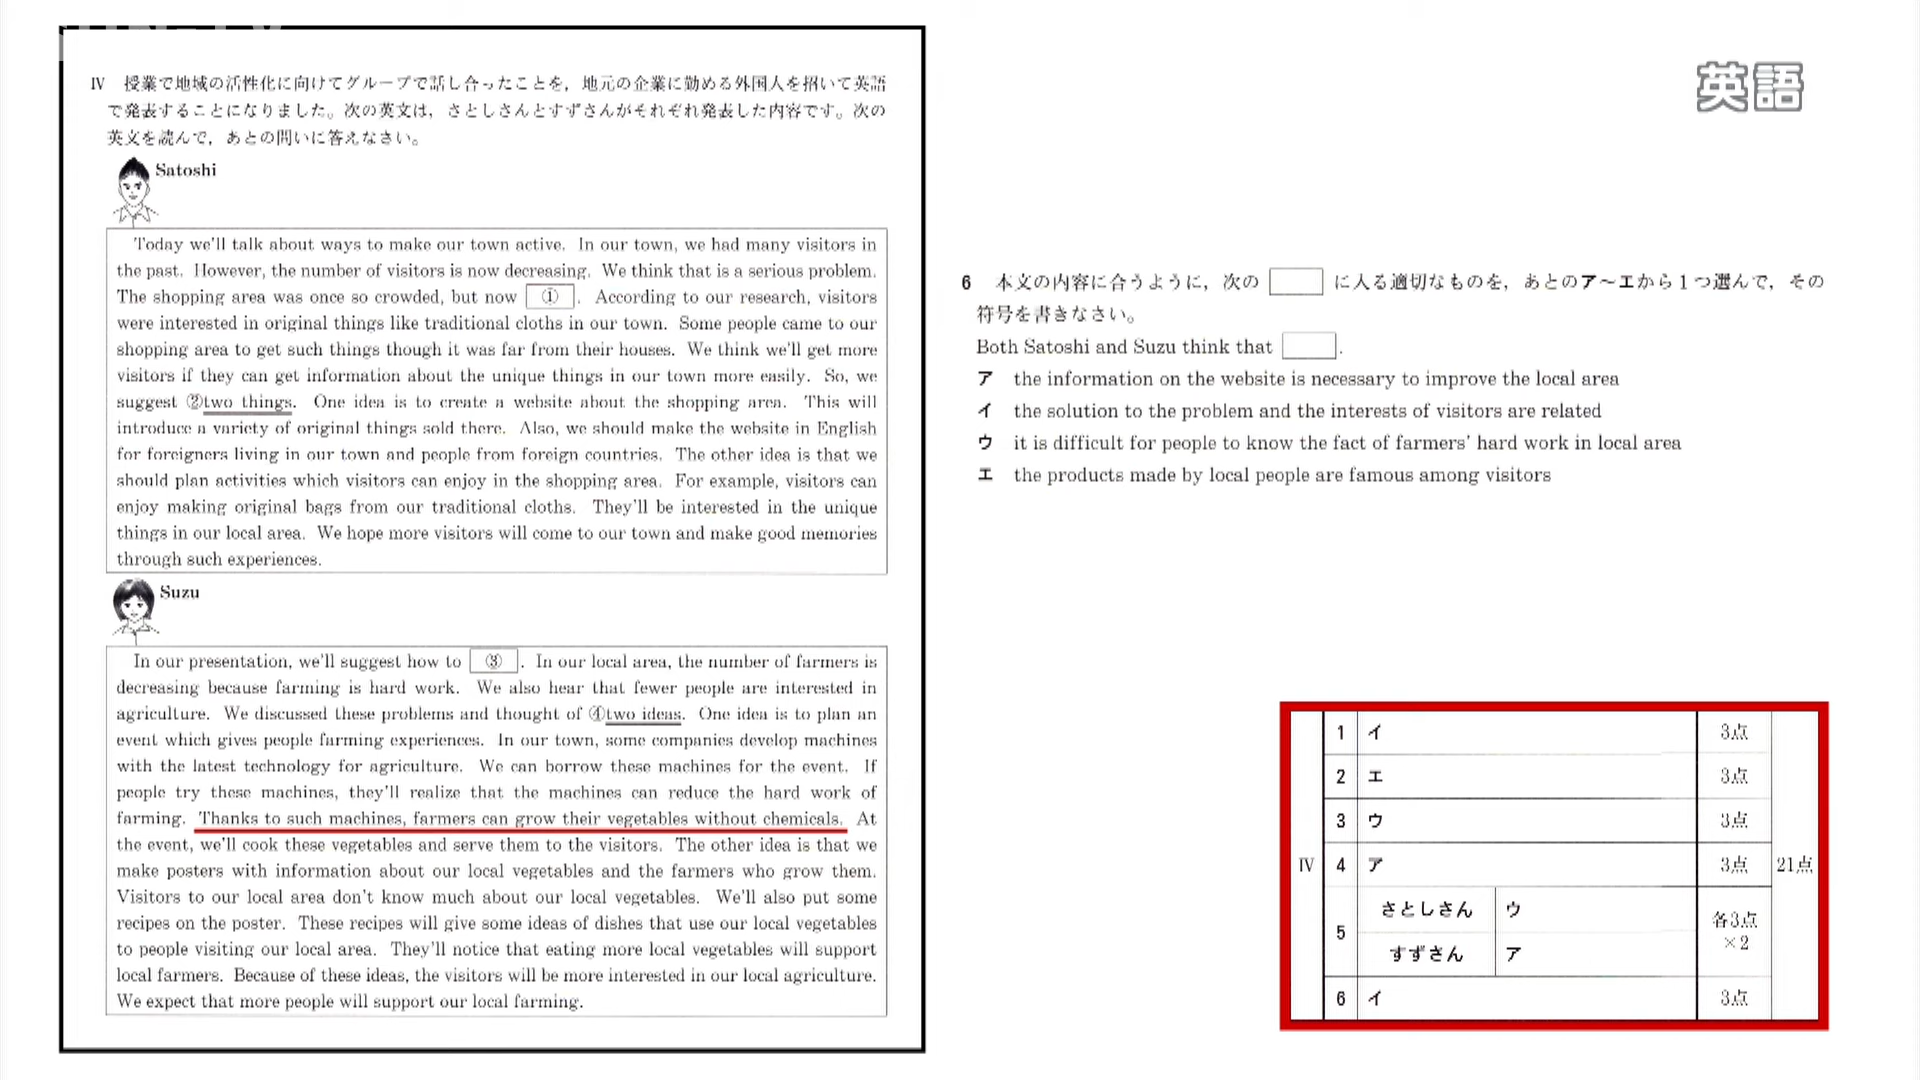 英語
Ⅳ 授業で地域の活性化に向けてグループで話し合ったことを，地元の企業に勤める外国人を招いて英語
で発表することになりました。次の英文は，さとしさんとすずさんがそれぞれ発表した内容です。次の
英文を読んで，あとの問いに答えなさい。
Satoshi
Today we'll talk about ways to make our town active. In our town, we had many visitors in
the past. However, the number of visitors is now decreasing. We think that is a serious problem.
The shopping area was once so crowded, but now ① . According to our research, visitors
were interested in original things like traditional cloths in our town. Some people came to our
shopping area to get such things though it was far from their houses. We think we'll get more
visitors if they can get information about the unique things in our town more easily. So, we
suggest ②two things. One idea is to create a website about the shopping area. This will
introduce a variety of original things sold there. Also, we should make the website in English
for foreigners living in our town and people from foreign countries. The other idea is that we
should plan activities which visitors can enjoy in the shopping area. For example, visitors can
enjoy making original bags from our traditional cloths. They'll be interested in the unique
things in our local area. We hope more visitors will come to our town and make good memories
through such experiences.
Suzu
In our presentation, we'll suggest how to ③ . In our local area, the number of farmers is
decreasing because farming is hard work. We also hear that fewer people are interested in
agriculture. We discussed these problems and thought of ④two ideas. One idea is to plan an
event which gives people farming experiences. In our town, some companies develop machines
with the latest technology for agriculture. We can borrow these machines for the event. If
people try these machines, they'll realize that the machines can reduce the hard work of
farming. Thanks to such machines, farmers can grow their vegetables without chemicals. At
the event, we'll cook these vegetables and serve them to the visitors. The other idea is that we
make posters with information about our local vegetables and the farmers who grow them.
Visitors to our local area don't know much about our local vegetables. We'll also put some
recipes on the poster. These recipes will give some ideas of dishes that use our local vegetables
to people visiting our local area. They'll notice that eating more local vegetables will support
local farmers. Because of these ideas, the visitors will be more interested in our local agriculture.
We expect that more people will support our local farming.
6 本文の内容に合うように，次の に入る適切なものを，あとのア～エから１つ選んで，その
符号を書きなさい。
Both Satoshi and Suzu think that .
ア the information on the website is necessary to improve the local area
イ the solution to the problem and the interests of visitors are related
ウ it is difficult for people to know the fact of farmers' hard work in local area
エ the products made by local people are famous among visitors
Ⅳ
1 イ 3点
2 エ 3点
3 ウ 3点
4 ア 3点
5 さとしさん ウ 各3点×2
すずさん ア
6 イ 3点
21点